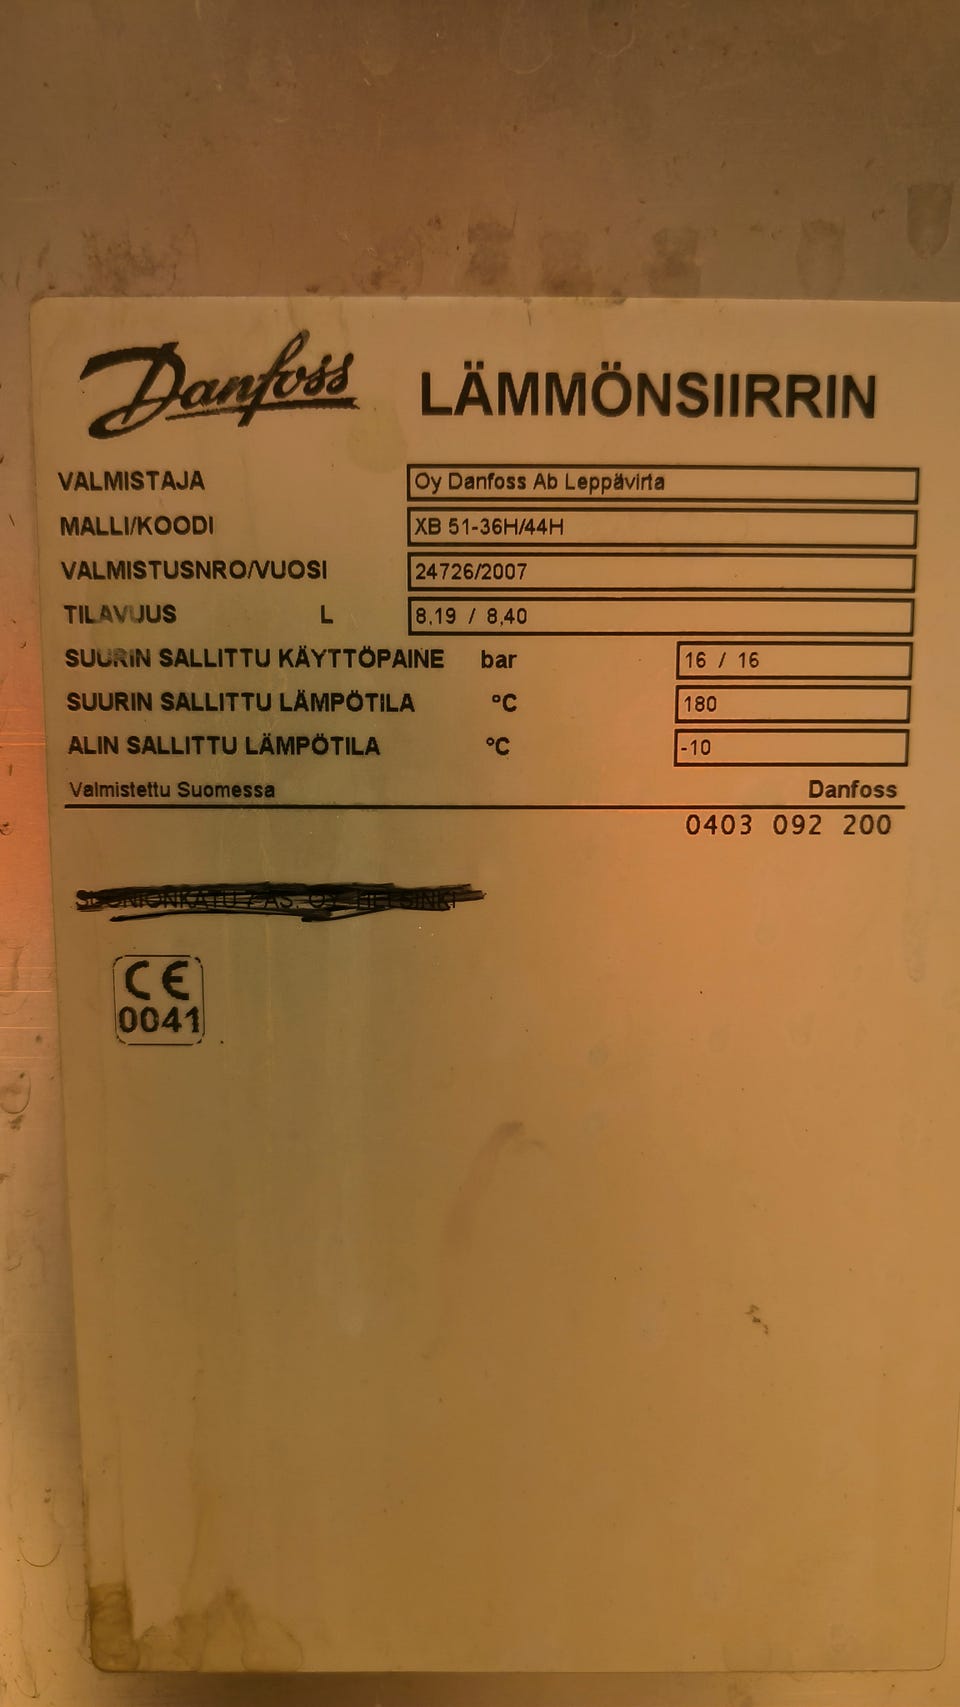 Danfoss LÄMMÖNSIIRRIN
VALMISTAJA Oy Danfoss Ab Leppävirta
MALLI/KOODI XB 51-36H/44H
VALMISTUSNRO/VUOSI 24726/2007
TILAVUUS L 8,19 / 8,40
SUURIN SALLITTU KÄYTTÖPAINE bar 16 / 16
SUURIN SALLITTU LÄMPÖTILA °C 180
ALIN SALLITTU LÄMPÖTILA °C -10
Valmistettu Suomessa Danfoss
0403 092 200
CE
0041